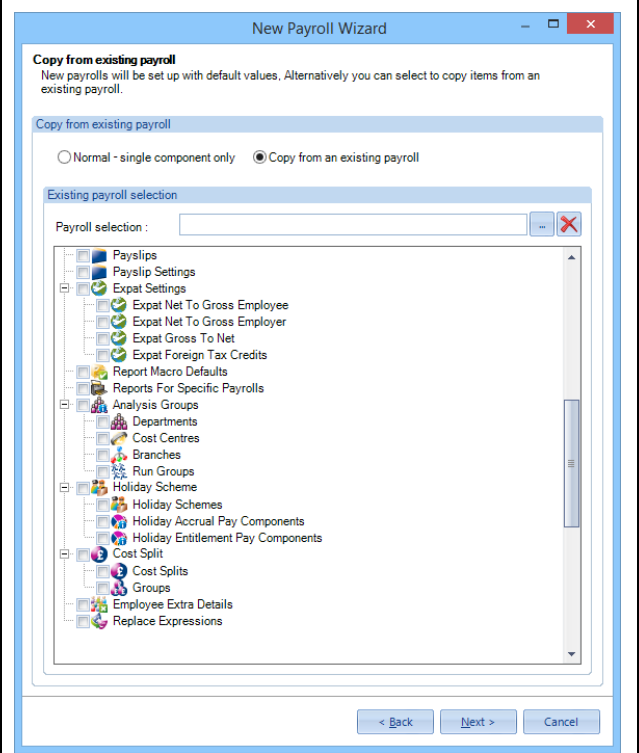 New Payroll Wizard
Copy from existing payroll
New payrolls will be set up with default values, Alternatively you can select to copy items from an
existing payroll.
Copy from existing payroll
Normal - single component only Copy from an existing payroll
Existing payroll selection
Payroll selection : ...
Payslips
Payslip Settings
Expat Settings
Expat Net To Gross Employee
Expat Net To Gross Employer
Expat Gross To Net
Expat Foreign Tax Credits
Report Macro Defaults
Reports For Specific Payrolls
Analysis Groups
Departments
Cost Centres
Branches
Run Groups
Holiday Scheme
Holiday Schemes
Holiday Accrual Pay Components
Holiday Entitlement Pay Components
Cost Split
Cost Splits
Groups
Employee Extra Details
Replace Expressions
< Back Next > Cancel